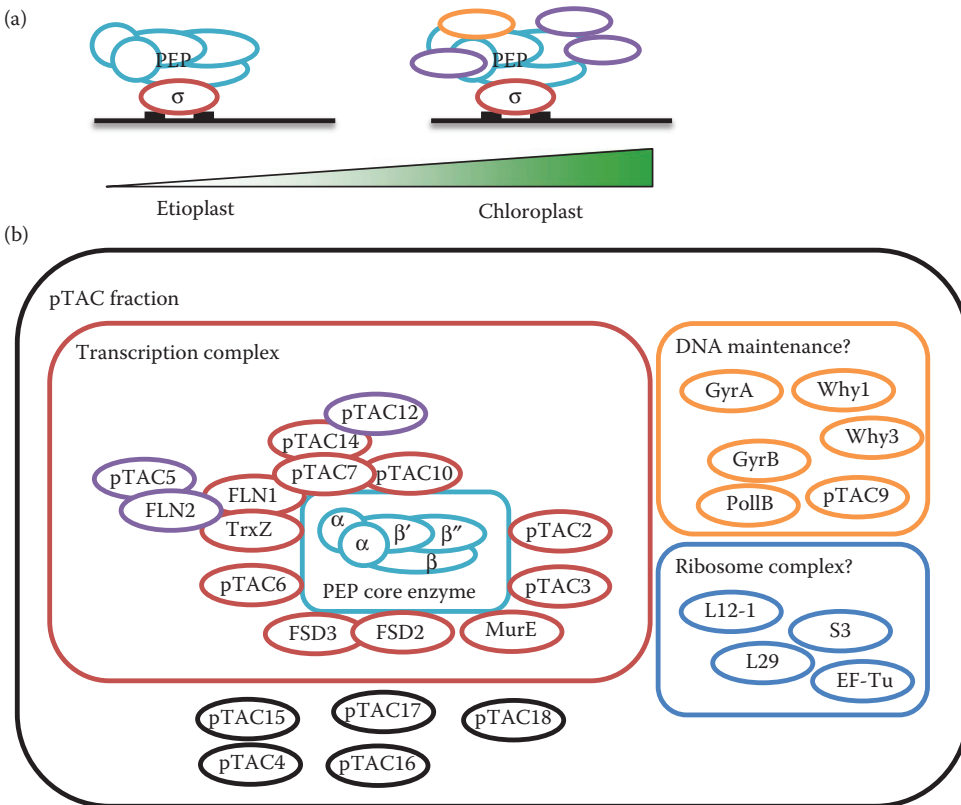 (a)
PEP
σ
PEP
σ
Etioplast
Chloroplast
(b)
pTAC fraction
Transcription complex
DNA maintenance?
pTAC12
pTAC14
pTAC7
pTAC10
pTAC5
FLN2
FLN1
TrxZ
pTAC6
α
α
β′
β″
β
PEP core enzyme
pTAC2
pTAC3
FSD3
FSD2
MurE
GyrA
Why1
Why3
GyrB
PolIB
pTAC9
Ribosome complex?
L12-1
S3
L29
EF-Tu
pTAC15
pTAC17
pTAC18
pTAC4
pTAC16